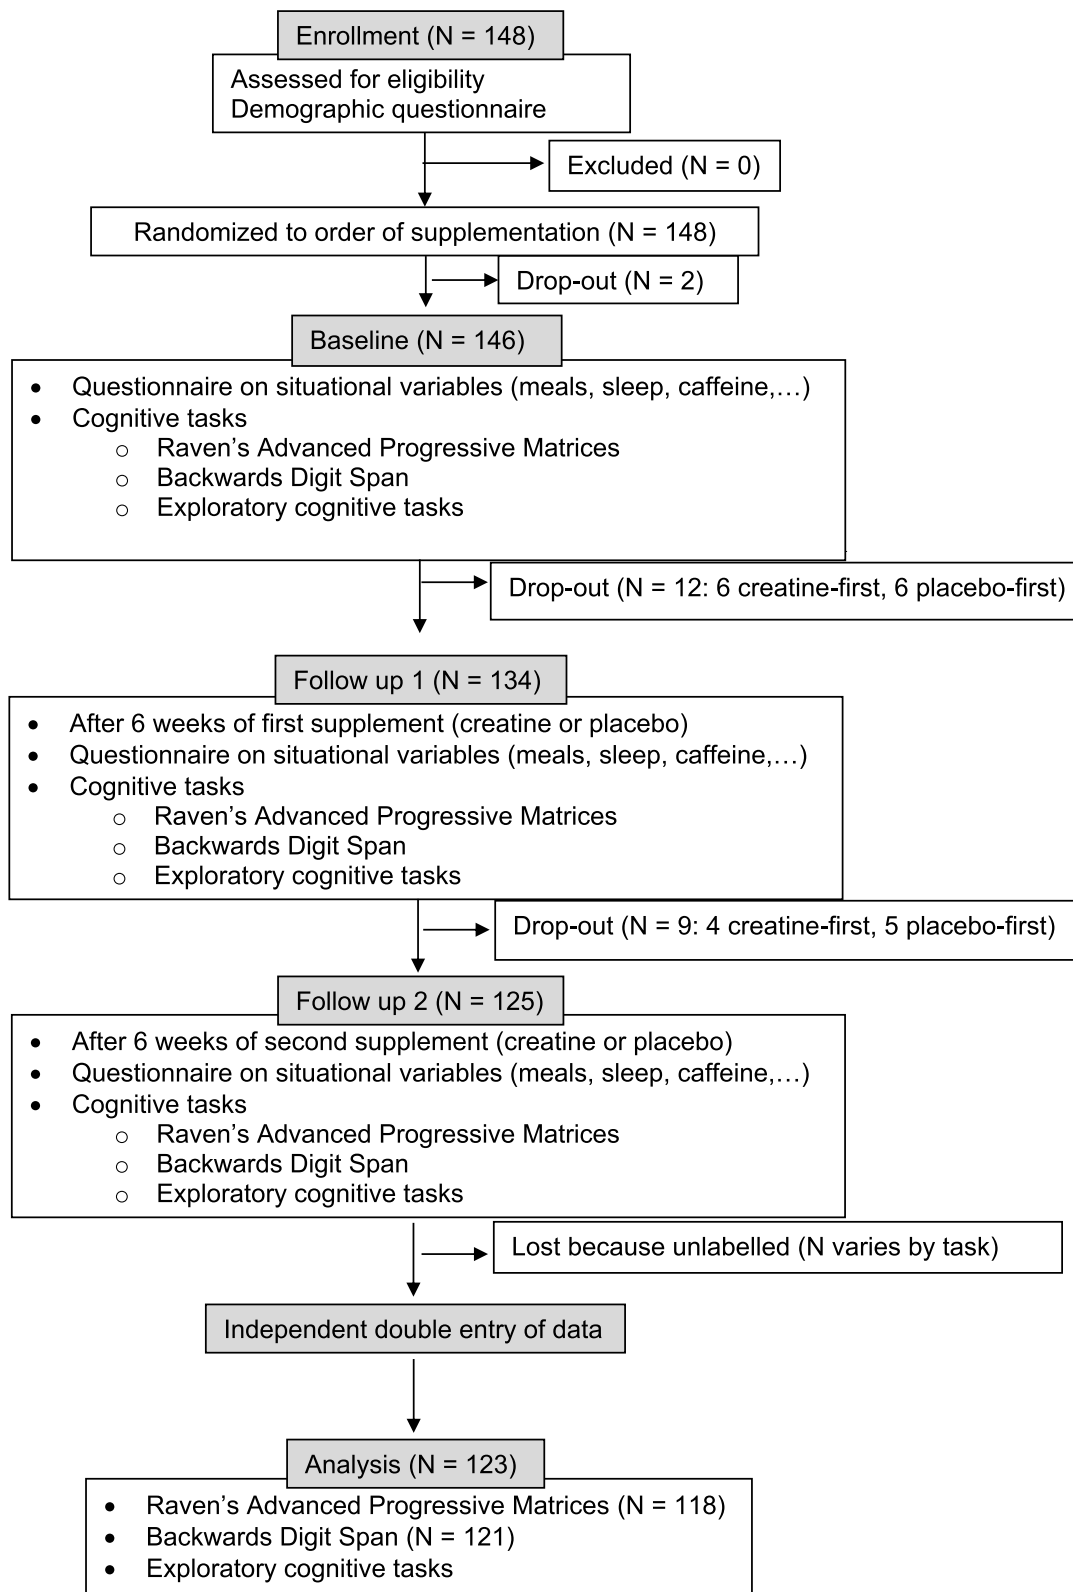 Enrollment (N = 148)
Assessed for eligibility
Demographic questionnaire
Excluded (N = 0)
Randomized to order of supplementation (N = 148)
Drop-out (N = 2)
Baseline (N = 146)
• Questionnaire on situational variables (meals, sleep, caffeine,…)
• Cognitive tasks
o Raven’s Advanced Progressive Matrices
o Backwards Digit Span
o Exploratory cognitive tasks
Drop-out (N = 12: 6 creatine-first, 6 placebo-first)
Follow up 1 (N = 134)
• After 6 weeks of first supplement (creatine or placebo)
• Questionnaire on situational variables (meals, sleep, caffeine,…)
• Cognitive tasks
o Raven’s Advanced Progressive Matrices
o Backwards Digit Span
o Exploratory cognitive tasks
Drop-out (N = 9: 4 creatine-first, 5 placebo-first)
Follow up 2 (N = 125)
• After 6 weeks of second supplement (creatine or placebo)
• Questionnaire on situational variables (meals, sleep, caffeine,…)
• Cognitive tasks
o Raven’s Advanced Progressive Matrices
o Backwards Digit Span
o Exploratory cognitive tasks
Lost because unlabelled (N varies by task)
Independent double entry of data
Analysis (N = 123)
• Raven’s Advanced Progressive Matrices (N = 118)
• Backwards Digit Span (N = 121)
• Exploratory cognitive tasks